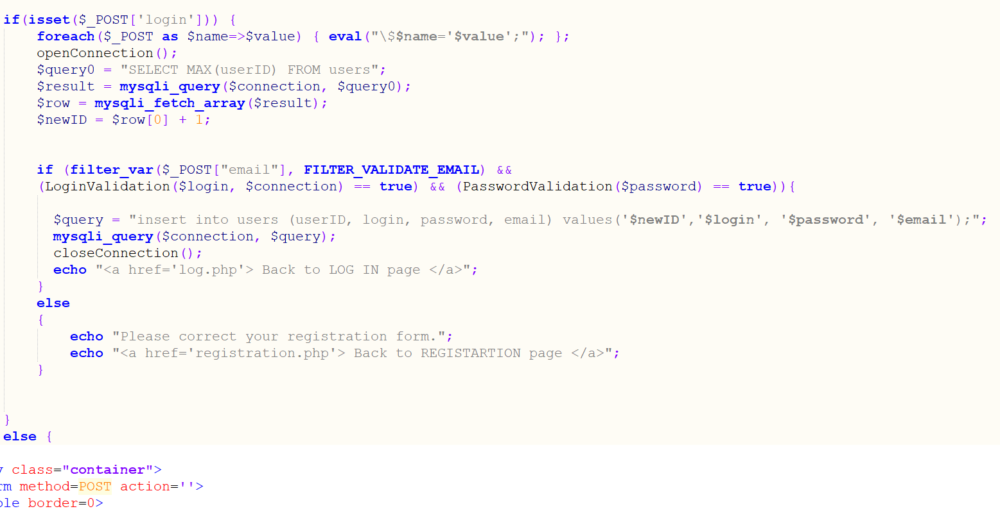 if(isset($_POST['login'])) {
foreach($_POST as $name=>$value) { eval("\$$name='$value';"); };
openConnection();
$query0 = "SELECT MAX(userID) FROM users";
$result = mysqli_query($connection, $query0);
$row = mysqli_fetch_array($result);
$newID = $row[0] + 1;
if (filter_var($_POST["email"], FILTER_VALIDATE_EMAIL) &&
(LoginValidation($login, $connection) == true) && (PasswordValidation($password) == true)){
$query = "insert into users (userID, login, password, email) values('$newID','$login', '$password', '$email');";
mysqli_query($connection, $query);
closeConnection();
echo "<a href='log.php'> Back to LOG IN page </a>";
}
else
{
echo "Please correct your registration form.";
echo "<a href='registration.php'> Back to REGISTARTION page </a>";
}
}
else {
class="container">
method=POST action=''>
border=0>